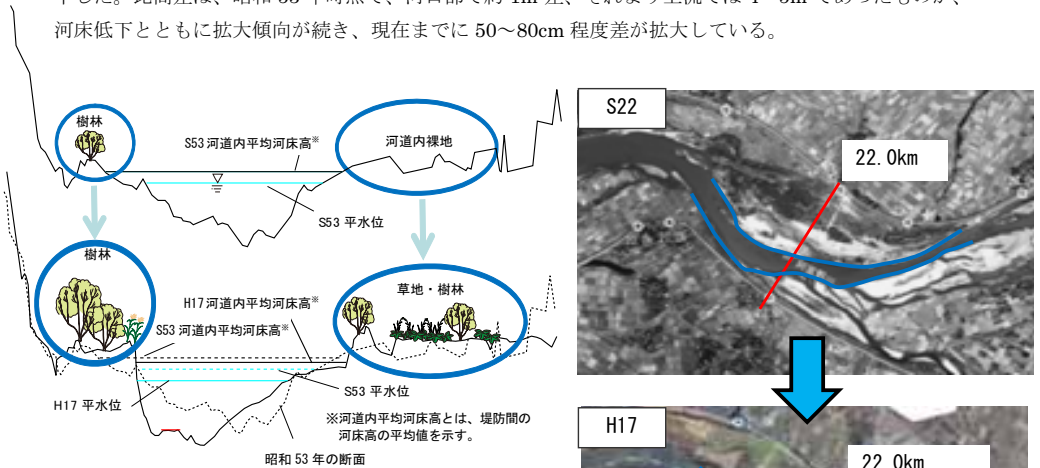 河床低下とともに拡大傾向が続き、現在までに 50～80cm 程度差が拡大している。
樹林
S53 河道内平均河床高※
河道内裸地
S53 平水位
樹林
H17 河道内平均河床高※
S53 河道内平均河床高※
草地・樹林
S53 平水位
H17 平水位
※河道内平均河床高とは、堤防間の
河床高の平均値を示す。
昭和 53 年の断面
S22
22.0km
H17
22.0km